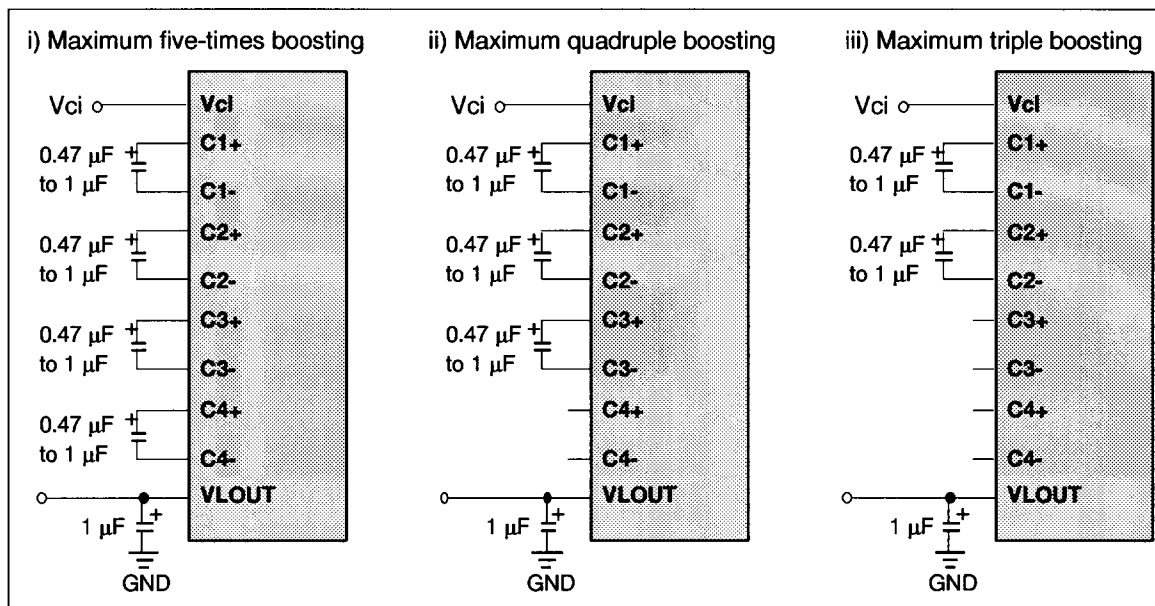 i) Maximum five-times boosting
Vci
Vci
0.47 µF
to 1 µF
+
C1+
C1-
0.47 µF
to 1 µF
+
C2+
C2-
0.47 µF
to 1 µF
+
C3+
C3-
0.47 µF
to 1 µF
+
C4+
C4-
VLOUT
1 µF
+
GND
ii) Maximum quadruple boosting
Vci
Vci
0.47 µF
to 1 µF
+
C1+
C1-
0.47 µF
to 1 µF
+
C2+
C2-
0.47 µF
to 1 µF
+
C3+
C3-
C4+
C4-
VLOUT
1 µF
+
GND
iii) Maximum triple boosting
Vci
Vci
0.47 µF
to 1 µF
+
C1+
C1-
0.47 µF
to 1 µF
+
C2+
C2-
C3+
C3-
C4+
C4-
VLOUT
1 µF
+
GND